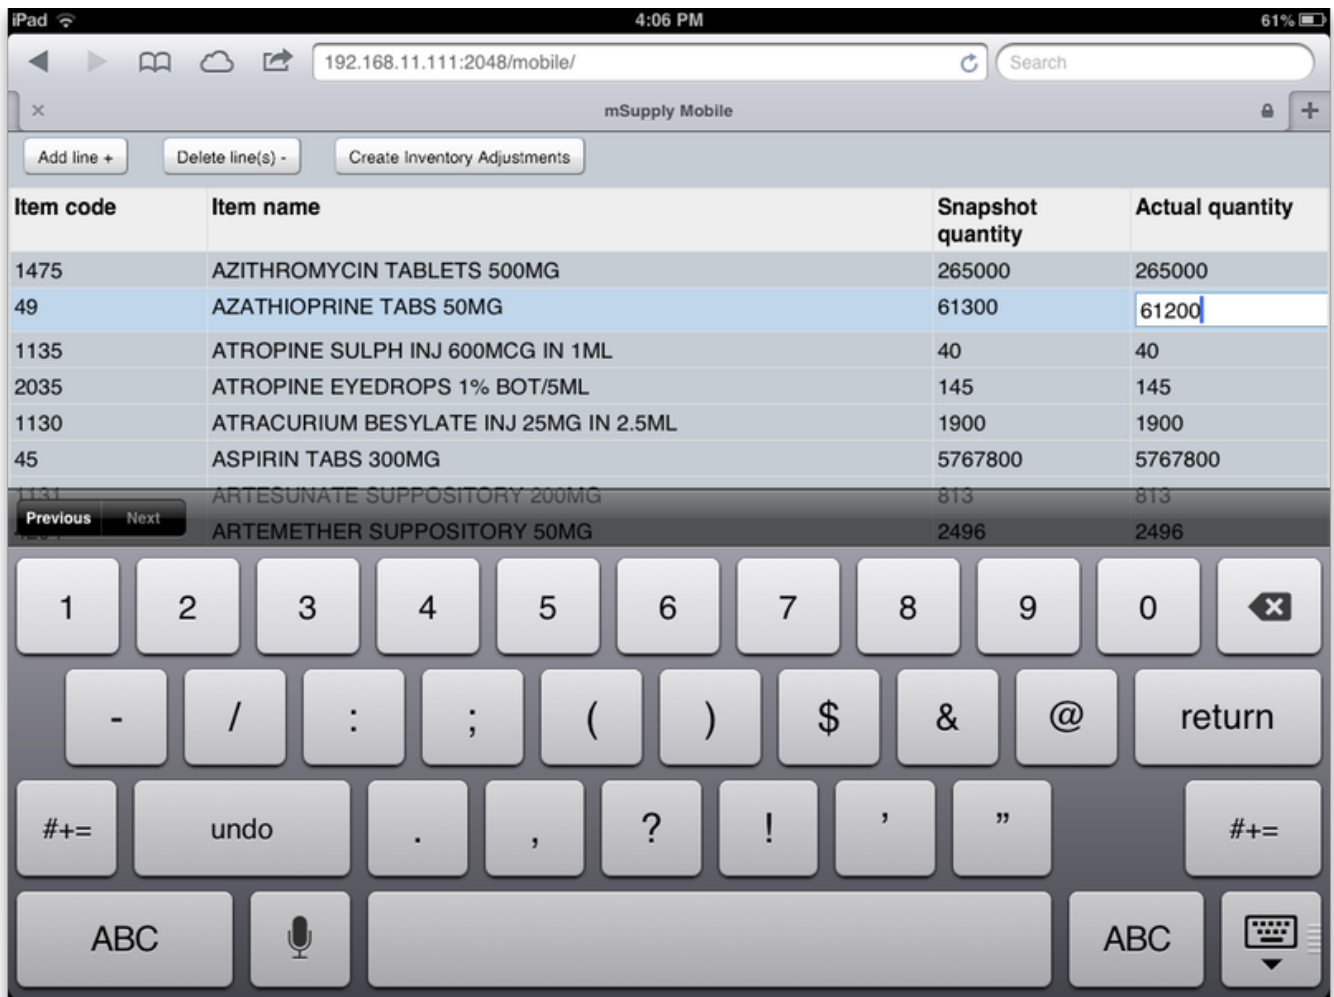 iPad 4:06 PM 61%
192.168.11.111:2048/mobile/ Search
mSupply Mobile
Add line + Delete line(s) - Create Inventory Adjustments
Item code Item name Snapshot quantity Actual quantity
1475 AZITHROMYCIN TABLETS 500MG 265000 265000
49 AZATHIOPRINE TABS 50MG 61300 61200
1135 ATROPINE SULPH INJ 600MCG IN 1ML 40 40
2035 ATROPINE EYEDROPS 1% BOT/5ML 145 145
1130 ATRACURIUM BESYLATE INJ 25MG IN 2.5ML 1900 1900
45 ASPIRIN TABS 300MG 5767800 5767800
1131 ARTESUNATE SUPPOSITORY 200MG 813 813
Previous Next
ARTEMETHER SUPPOSITORY 50MG 2496 2496
1 2 3 4 5 6 7 8 9 0
- / : ; ( ) $ & @ return
#+= undo . , ? ! ’ ” #+=
ABC ABC